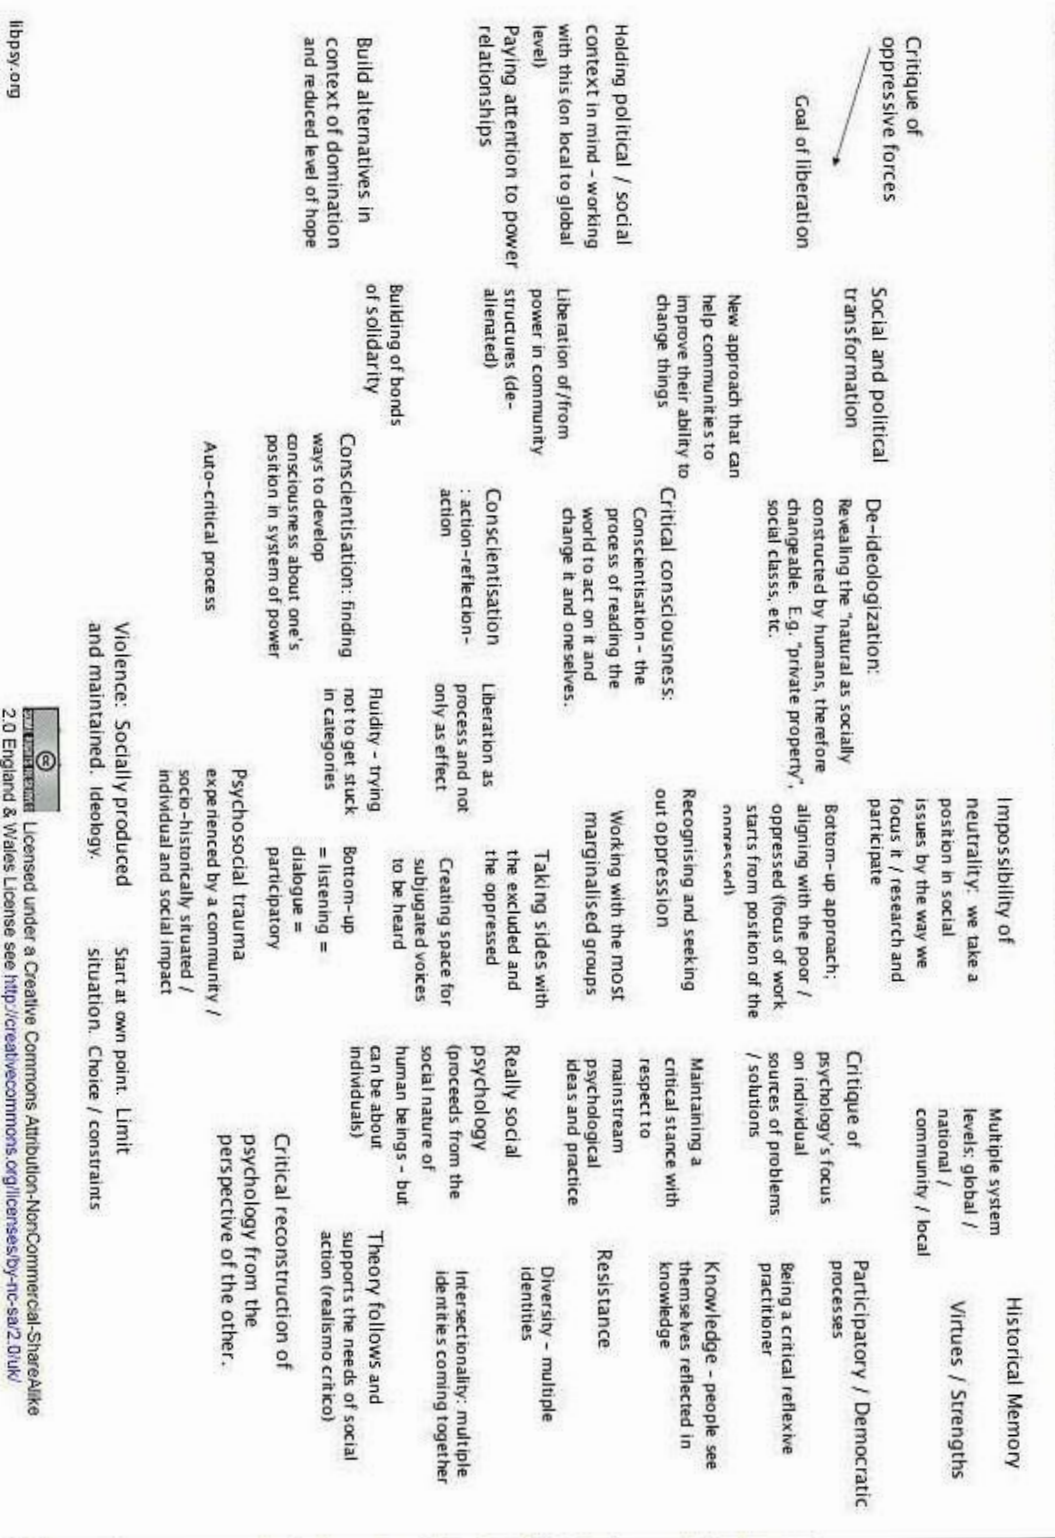 Critique of
oppressive forces
Goal of liberation
Holding political / social
context in mind – working
with this (on local to global
level)
Paying attention to power
relationships
Build alternatives in
context of domination
and reduced level of hope
Social and political
transformation
New approach that can
help communities to
improve their ability to
change things
Liberation of/from
power in community
structures (de-
alienated)
Building of bonds
of solidarity
De-ideologization:
Revealing the "natural as socially
constructed by humans, therefore
changeable. E.g. "private property",
social classs, etc.
Critical consciousness:
Conscientisation – the
process of reading the
world to act on it and
change it and oneselves.
Conscientisation
: action-reflection-
action
Conscientisation: finding
ways to develop
consciousness about one's
position in system of power
Auto-critical process
Liberation as
process and not
only as effect
Fluidity – trying
not to get stuck
in categories
Violence: Socially produced
and maintained. Ideology.
Impossibility of
neutrality: we take a
position in social
issues by the way we
focus it / research and
participate
Bottom-up approach;
aligning with the poor /
oppressed (focus of work
starts from position of the
oppressed)
Recognising and seeking
out oppression
Working with the most
marginalised groups
Taking sides with
the excluded and
the oppressed
Creating space for
subjugated voices
to be heard
Bottom-up
= listening =
dialogue =
participatory
Psychosocial trauma
experienced by a community /
socio-historically situated /
individual and social impact
Start at own point. Limit
situation. Choice / constraints
Multiple system
levels: global /
national /
community / local
Critique of
psychology's focus
on individual
sources of problems
/ solutions
Maintaining a
critical stance with
respect to
mainstream
psychological
ideas and practice
Really social
psychology
(proceeds from the
social nature of
human beings – but
can be about
individuals)
Critical reconstruction of
psychology from the
perspective of the other.
Historical Memory
Virtues / Strengths
Participatory / Democratic
processes
Being a critical reflexive
practitioner
Knowledge – people see
themselves reflected in
knowledge
Resistance
Diversity – multiple
identities
Intersectionality: multiple
identities coming together
Theory follows and
supports the needs of social
action (realismo critico)
libpsy.org
cc
Licensed under a Creative Commons Attribution-NonCommercial-ShareAlike
2.0 England & Wales License see http://creativecommons.org/licenses/by-nc-sa/2.0/uk/